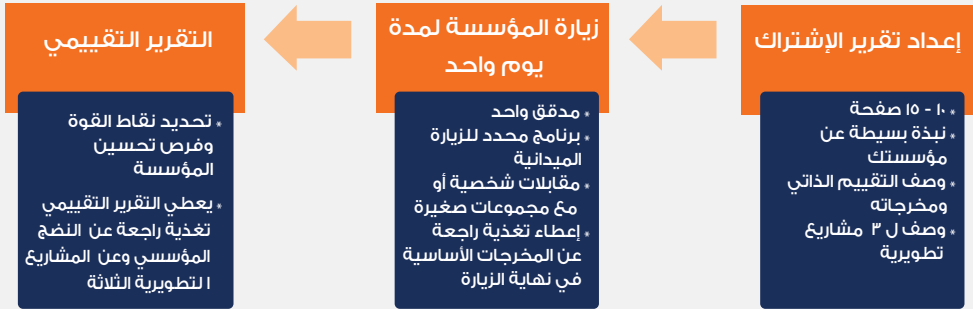 إعداد تقرير الإشتراك
* ١٠ - ١٥ صفحة
* نبذة بسيطة عن
مؤسستك
* وصف التقييم الذاتي
ومخرجاته
* وصف ل ٣ مشاريع
تطويرية
زيارة المؤسسة لمدة
يوم واحد
* مدقق واحد
* برنامج محدد للزيارة
الميدانية
* مقابلات شخصية أو
مع مجموعات صغيرة
* إعطاء تغذية راجعة
عن المخرجات الأساسية
في نهاية الزيارة
التقرير التقييمي
* تحديد نقاط القوة
وفرص تحسين
المؤسسة
* يعطي التقرير التقييمي
تغذية راجعة عن النضج
المؤسسي وعن المشاريع
ا لتطويرية الثلاثة